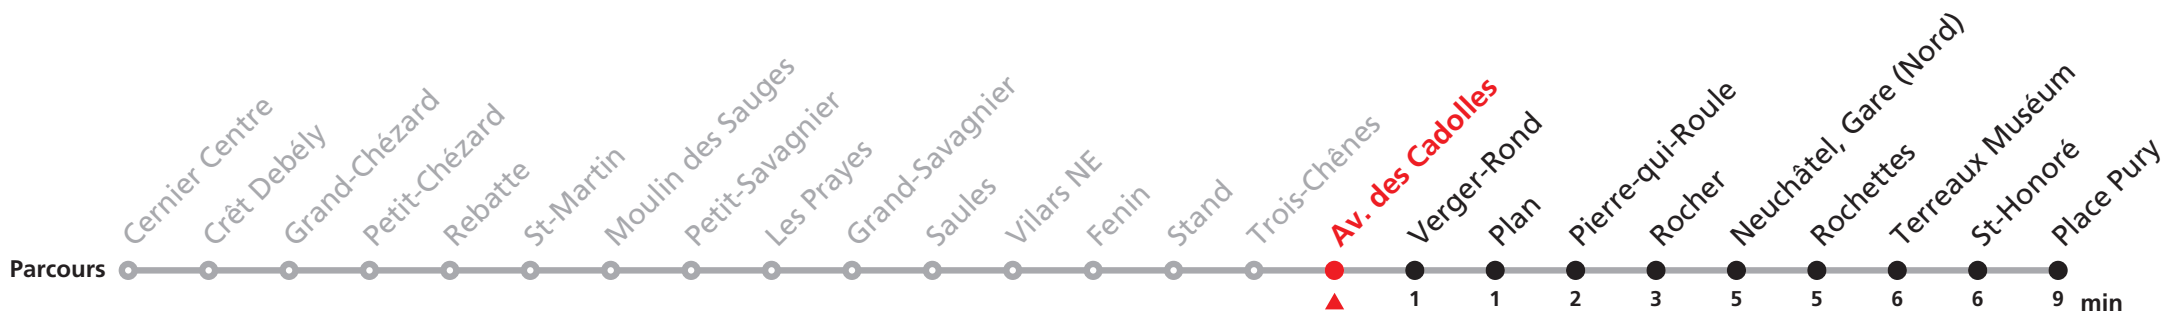 Cernier Centre
Crêt Debély
Grand-Chézard
Petit-Chézard
Rebatte
St-Martin
Moulin des Sauges
Petit-Savagnier
Les Prayes
Grand-Savagnier
Saules
Vilars NE
Fenin
Stand
Trois-Chênes
Av. des Cadolles
Verger-Rond
Plan
Pierre-qui-Roule
Rocher
Neuchâtel, Gare (Nord)
Rochettes
Terreaux Muséum
St-Honoré
Place Pury
Parcours
1 1 2 3 5 5 6 6 9 min